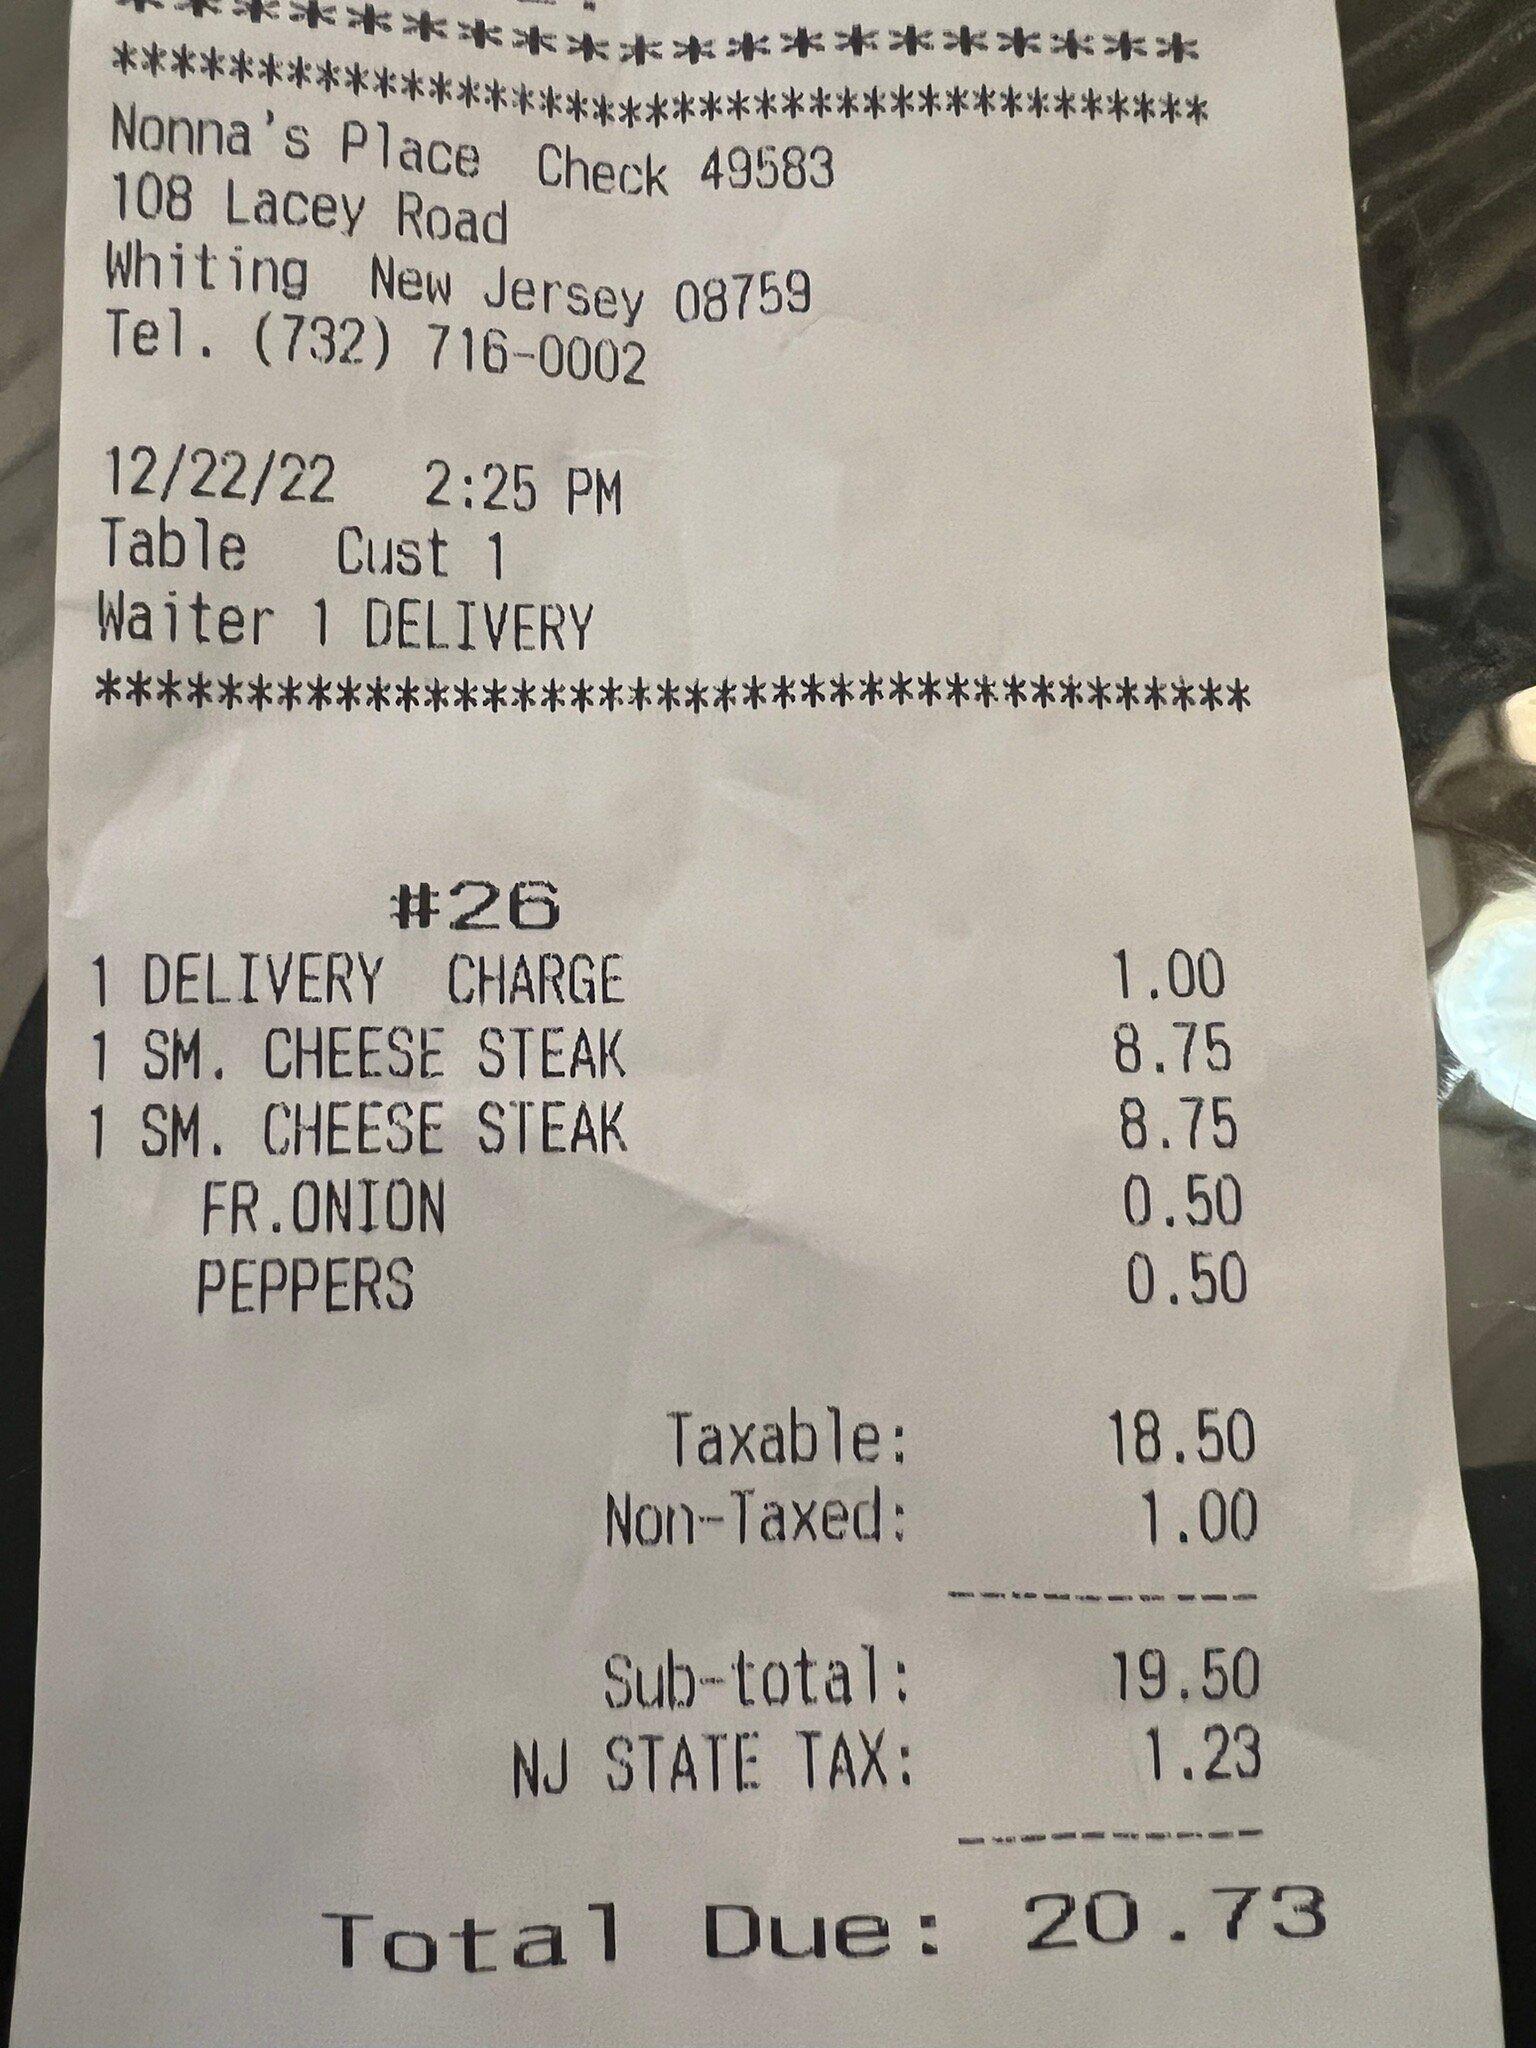 * * * * * * * * * * * * * * * * * * * *
****************************************
Nonna's Place Check 49583
108 Lacey Road
Whiting New Jersey 08759
Tel. (732) 716-0002
12/22/22 2:25 PM
Table Cust 1
Waiter 1 DELIVERY
****************************************
#26
1 DELIVERY CHARGE 1.00
1 SM. CHEESE STEAK 8.75
1 SM. CHEESE STEAK 8.75
FR.ONION 0.50
PEPPERS 0.50
Taxable: 18.50
Non-Taxed: 1.00
----------
Sub-total: 19.50
NJ STATE TAX: 1.23
----------
Total Due: 20.73